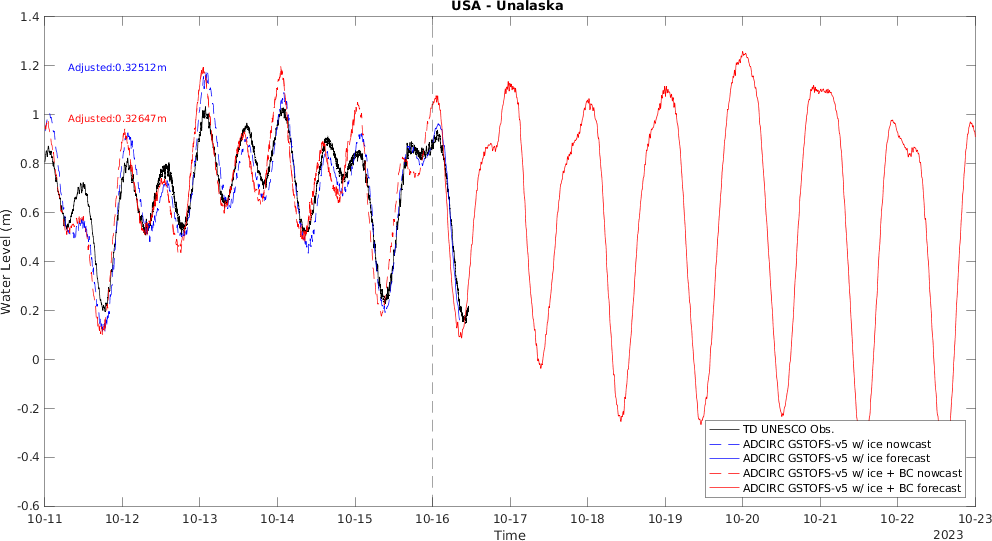 USA - Unalaska
1.4
1.2
1
0.8
0.6
0.4
0.2
0
-0.2
-0.4
-0.6
Water Level (m)
Adjusted:0.32512m
Adjusted:0.32647m
TD UNESCO Obs.
ADCIRC GSTOFS-v5 w/ ice nowcast
ADCIRC GSTOFS-v5 w/ ice forecast
ADCIRC GSTOFS-v5 w/ ice + BC nowcast
ADCIRC GSTOFS-v5 w/ ice + BC forecast
10-11 10-12 10-13 10-14 10-15 10-16 10-17 10-18 10-19 10-20 10-21 10-22 10-23
Time
2023